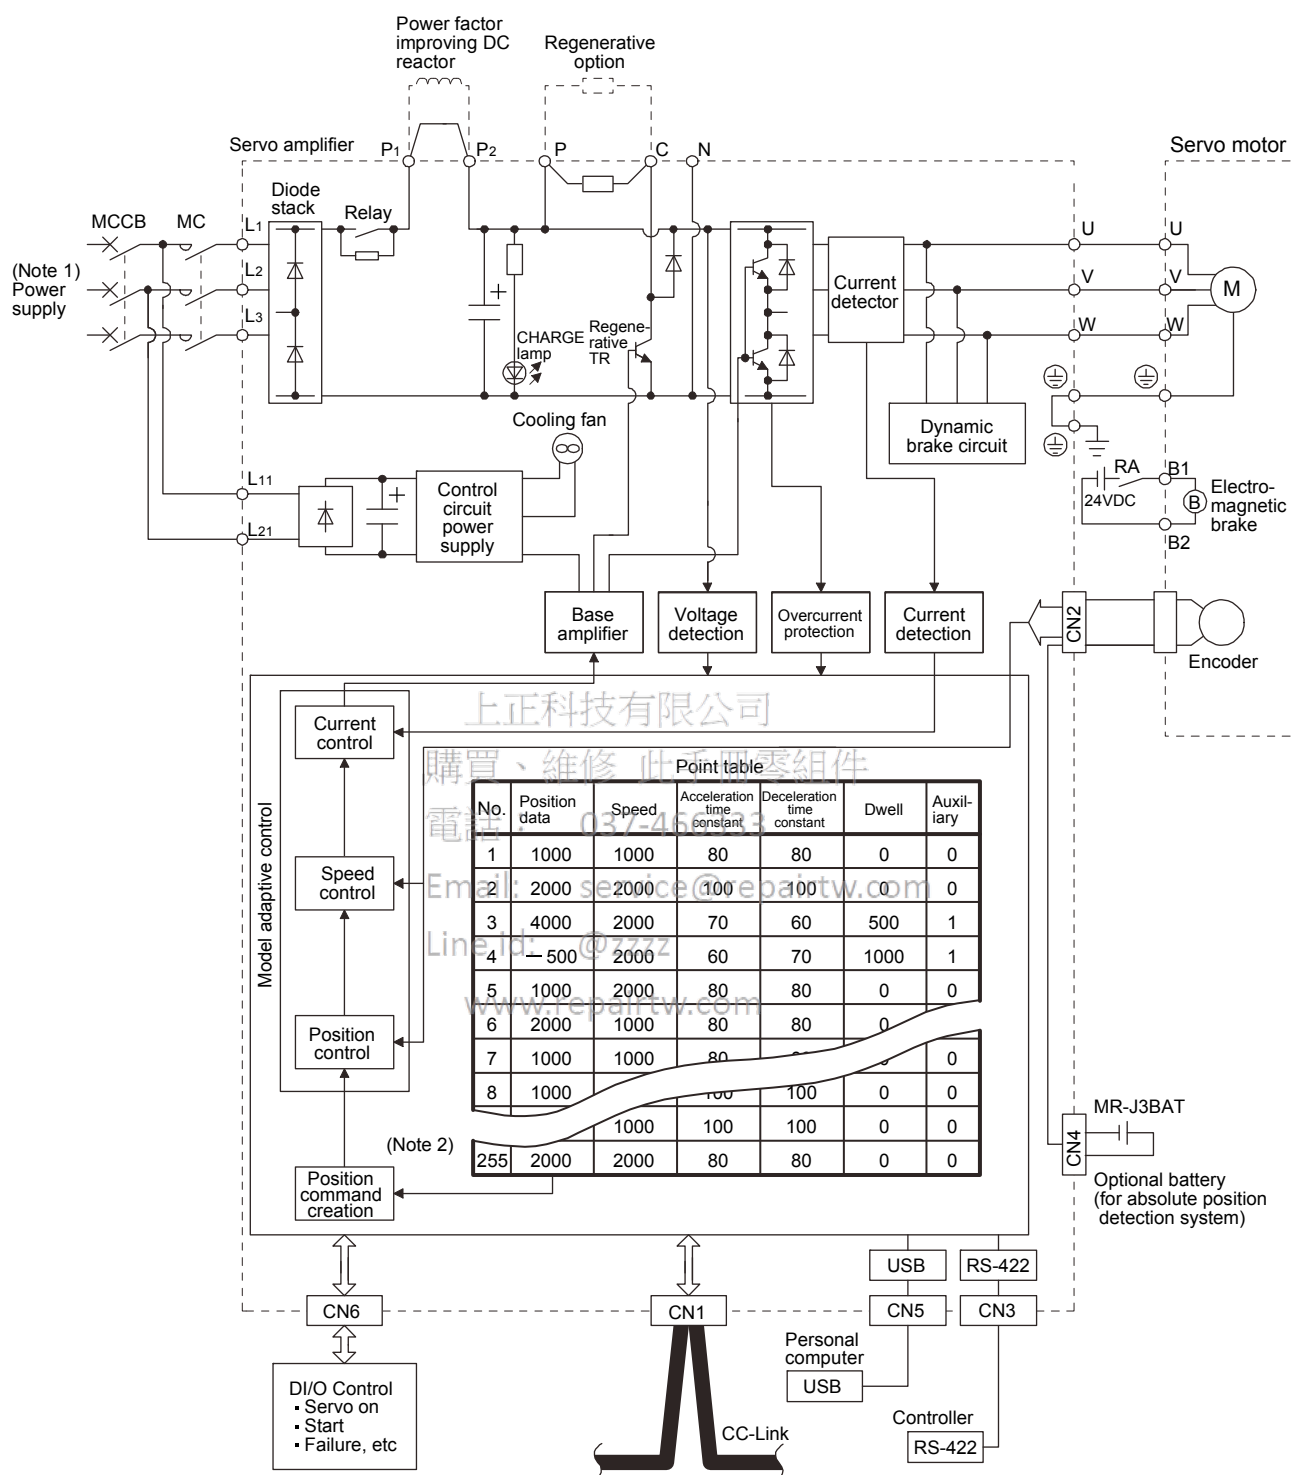 Power factor
improving DC
reactor
Regenerative
option
Servo amplifier
P1
P2
P
C
N
Servo motor
Diode
stack
Relay
MCCB
MC
L1
L2
L3
(Note 1)
Power
supply
+
CHARGE
lamp
Regene-
rative
TR
Current
detector
U
V
W
U
V
W
M
Dynamic
brake circuit
Cooling fan
L11
L21
+
Control
circuit
power
supply
RA
24VDC
B1
B
B2
Electro-
magnetic
brake
Base
amplifier
Voltage
detection
Overcurrent
protection
Current
detection
CN2
Encoder
上正科技有限公司
購買、維修 此手冊零組件
電話: 037-466333
Email: service@repairtw.com
Line id: @zzzz
www.repairtw.com
Model adaptive control
Current
control
Speed
control
Position
control
Position
command
creation
(Note 2)
Point table
No. Position data Speed Acceleration time constant Deceleration time constant Dwell Auxil-iary
1 1000 1000 80 80 0 0
2 2000 2000 100 100 0 0
3 4000 2000 70 60 500 1
4 －500 2000 60 70 1000 1
5 1000 2000 80 80 0 0
6 2000 1000 80 80 0
7 1000 1000 80 0
8 1000 100 100 0 0
1000 100 100 0 0
255 2000 2000 80 80 0 0
MR-J3BAT
CN4
Optional battery
(for absolute position
detection system)
USB
RS-422
CN6
CN1
CN5
CN3
DI/O Control
▪ Servo on
▪ Start
▪ Failure, etc
Personal
computer
USB
CC-Link
Controller
RS-422